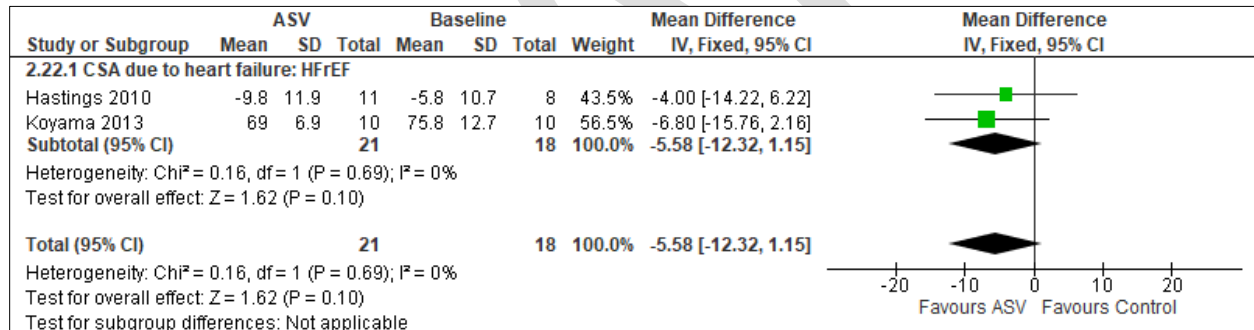 ASV Baseline Mean Difference Mean Difference
Study or Subgroup Mean SD Total Mean SD Total Weight IV, Fixed, 95% CI IV, Fixed, 95% CI
2.22.1 CSA due to heart failure: HFrEF
Hastings 2010 -9.8 11.9 11 -5.8 10.7 8 43.5% -4.00 [-14.22, 6.22]
Koyama 2013 69 6.9 10 75.8 12.7 10 56.5% -6.80 [-15.76, 2.16]
Subtotal (95% CI) 21 18 100.0% -5.58 [-12.32, 1.15]
Heterogeneity: Chi² = 0.16, df = 1 (P = 0.69); I² = 0%
Test for overall effect: Z = 1.62 (P = 0.10)
Total (95% CI) 21 18 100.0% -5.58 [-12.32, 1.15]
Heterogeneity: Chi² = 0.16, df = 1 (P = 0.69); I² = 0%
Test for overall effect: Z = 1.62 (P = 0.10)
Test for subgroup differences: Not applicable
-20 -10 0 10 20
Favours ASV Favours Control